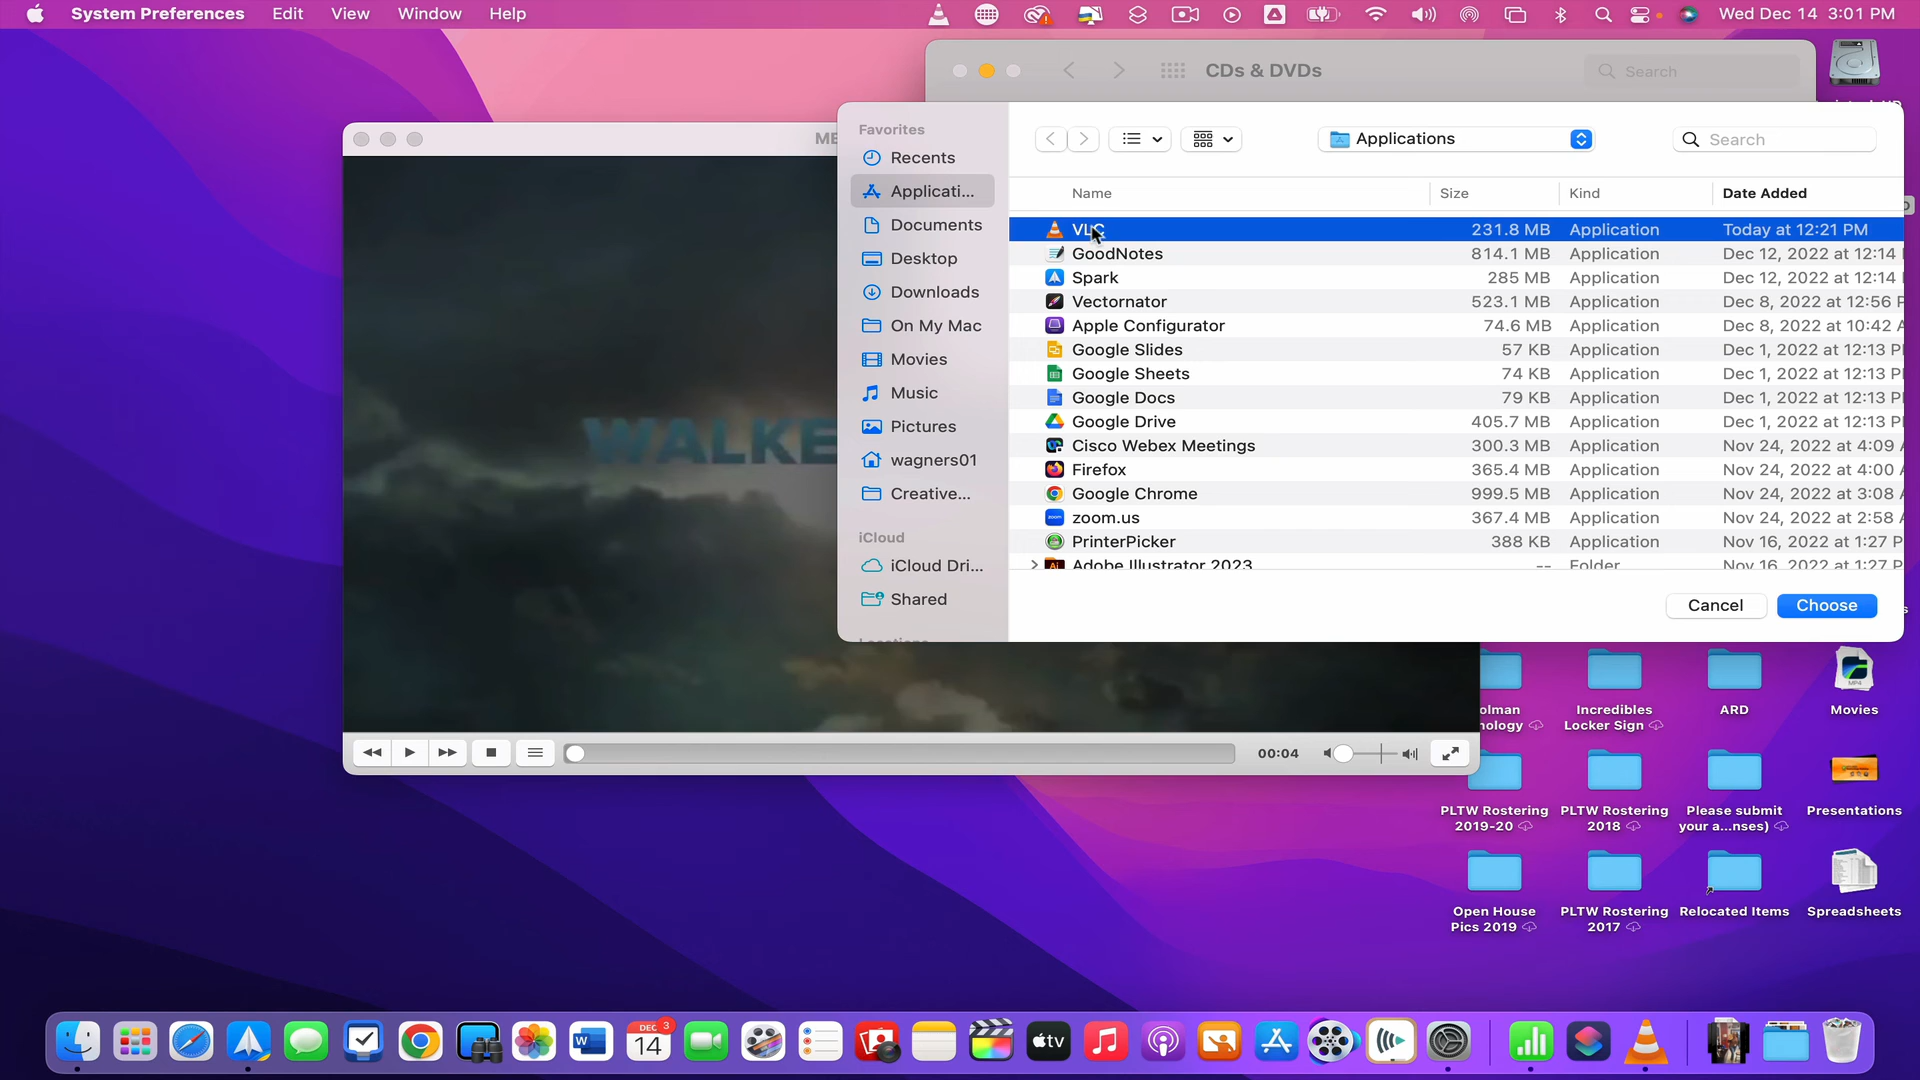 System Preferences Edit View Window Help Wed Dec 14 3:01 PM
CDs & DVDs Search
Favorites
Recents
Applicati...
Documents
Desktop
Downloads
On My Mac
Movies
Music
Pictures
wagners01
Creative...
iCloud
iCloud Dri...
Shared
Applications Search
Name Size Kind Date Added
VLC 231.8 MB Application Today at 12:21 PM
GoodNotes 814.1 MB Application Dec 12, 2022 at 12:14
Spark 285 MB Application Dec 12, 2022 at 12:14
Vectornator 523.1 MB Application Dec 8, 2022 at 12:56 P
Apple Configurator 74.6 MB Application Dec 8, 2022 at 10:42 A
Google Slides 57 KB Application Dec 1, 2022 at 12:13 P
Google Sheets 74 KB Application Dec 1, 2022 at 12:13 P
Google Docs 79 KB Application Dec 1, 2022 at 12:13 P
Google Drive 405.7 MB Application Dec 1, 2022 at 12:13 P
Cisco Webex Meetings 300.3 MB Application Nov 24, 2022 at 4:09 A
Firefox 365.4 MB Application Nov 24, 2022 at 4:00 A
Google Chrome 999.5 MB Application Nov 24, 2022 at 3:08 A
zoom.us 367.4 MB Application Nov 24, 2022 at 2:58 A
PrinterPicker 388 KB Application Nov 16, 2022 at 1:27 P
Adobe Illustrator 2023 -- Folder Nov 16, 2022 at 1:27 P
Cancel Choose
ME
WALKE
00:04
olman
nology
Incredibles
Locker Sign
ARD
MP4
Movies
PLTW Rostering
2019-20
PLTW Rostering
2018
Please submit
your a...nses)
Presentations
Open House
Pics 2019
PLTW Rostering
2017
Relocated Items
Spreadsheets
DEC
14
3
W
tv